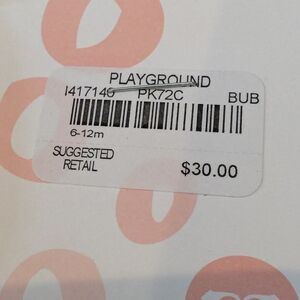 PLAYGROUND
I417146 PK72C BUB
6-12m
SUGGESTED
RETAIL $30.00